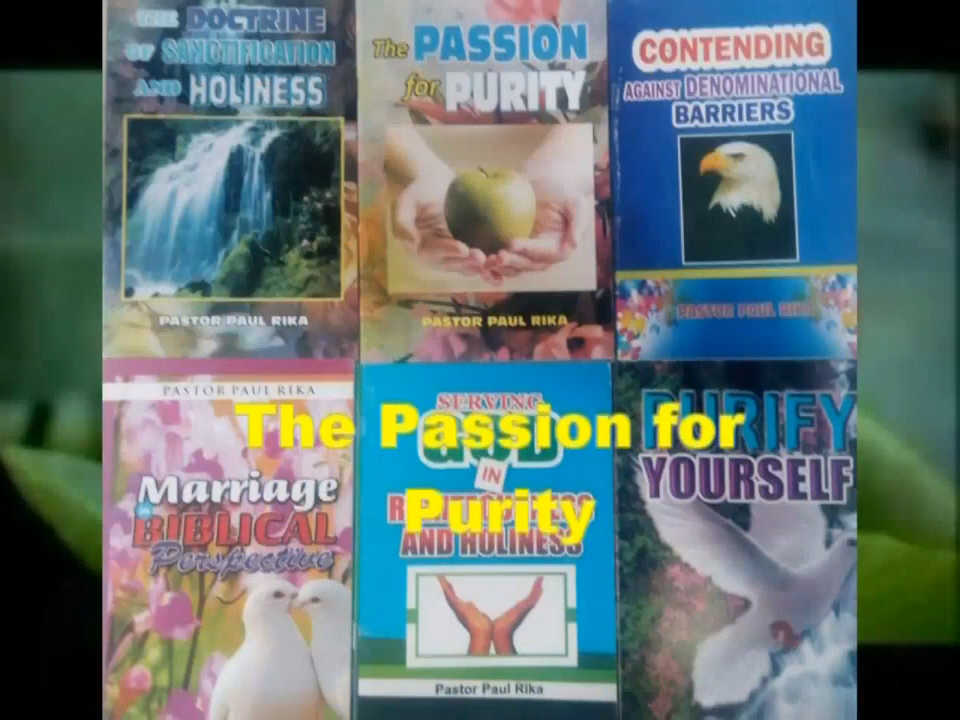 THE DOCTRINE
OF SANCTIFICATION
AND HOLINESS
PASTOR PAUL RIKA
The PASSION
for PURITY
PASTOR PAUL RIKA
CONTENDING
AGAINST DENOMINATIONAL
BARRIERS
PASTOR PAUL RIKA
PASTOR PAUL RIKA
Marriage
in
BIBLICAL
Perspective
SERVING
GOD
IN
RIGHTEOUSNESS
AND HOLINESS
Pastor Paul Rika
PURIFY
YOURSELF
The Passion for
Purity